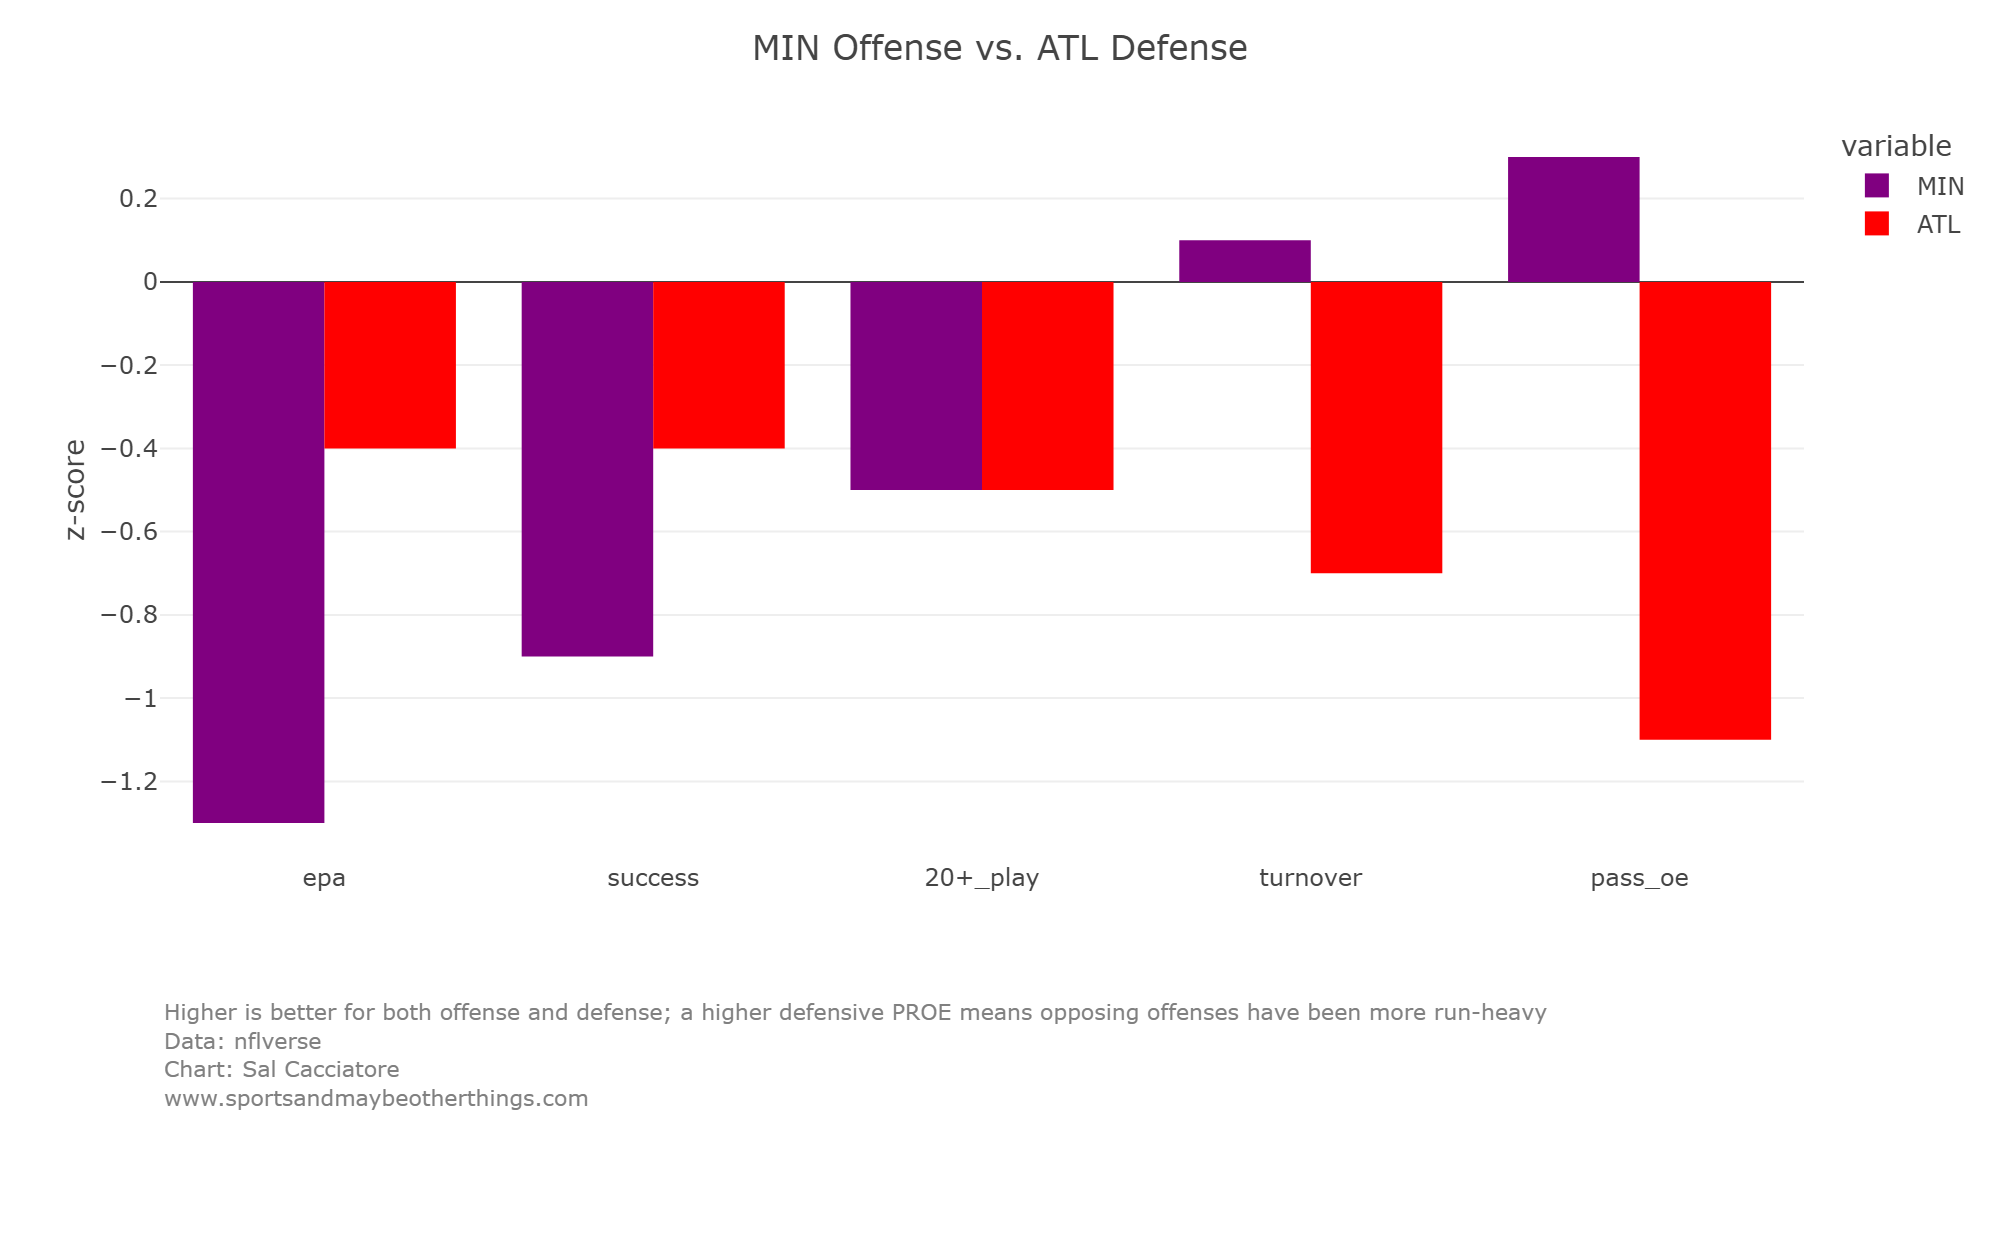 MIN Offense vs. ATL Defense
variable
MIN
ATL
0.2
0
−0.2
−0.4
−0.6
−0.8
−1
−1.2
z-score
epa
success
20+_play
turnover
pass_oe
Higher is better for both offense and defense; a higher defensive PROE means opposing offenses have been more run-heavy
Data: nflverse
Chart: Sal Cacciatore
www.sportsandmaybeotherthings.com